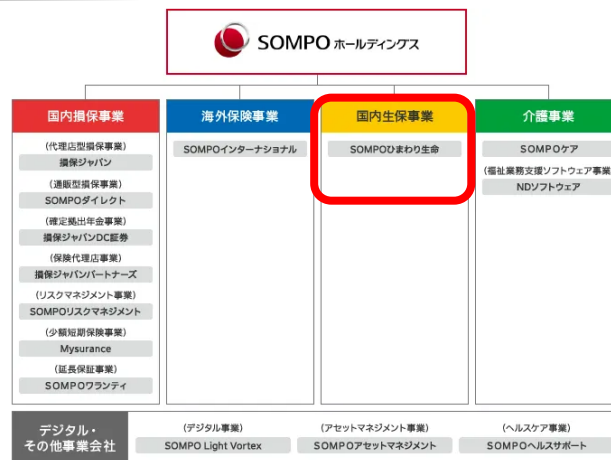 SOMPO ホールディングス
国内損保事業
(代理店型損保事業)
損保ジャパン
(通販型損保事業)
SOMPOダイレクト
(確定拠出年金事業)
損保ジャパンDC証券
(保険代理店事業)
損保ジャパンパートナーズ
(リスクマネジメント事業)
SOMPOリスクマネジメント
(少額短期保険事業)
Mysurance
(延長保証事業)
SOMPOワランティ
海外保険事業
SOMPOインターナショナル
国内生保事業
SOMPOひまわり生命
介護事業
SOMPOケア
(福祉業務支援ソフトウェア事業
NDソフトウェア
デジタル・
その他事業会社
(デジタル事業)
SOMPO Light Vortex
(アセットマネジメント事業)
SOMPOアセットマネジメント
(ヘルスケア事業)
SOMPOヘルスサポート